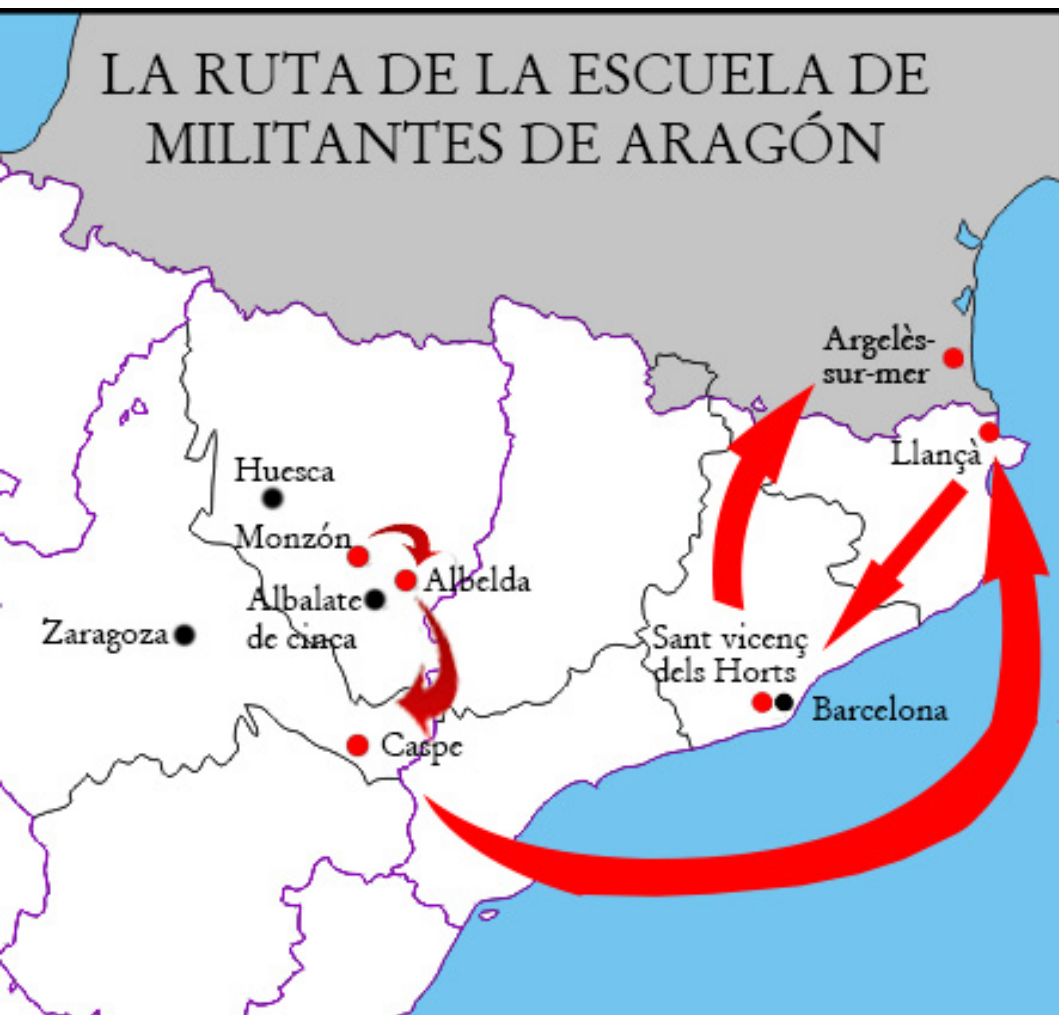 LA RUTA DE LA ESCUELA DE
MILITANTES DE ARAGÓN
Argelès-
sur-mer
Llançà
Huesca
Monzón
Albelda
Albalate
de cinca
Zaragoza
Sant vicenç
dels Horts
Barcelona
Caspe